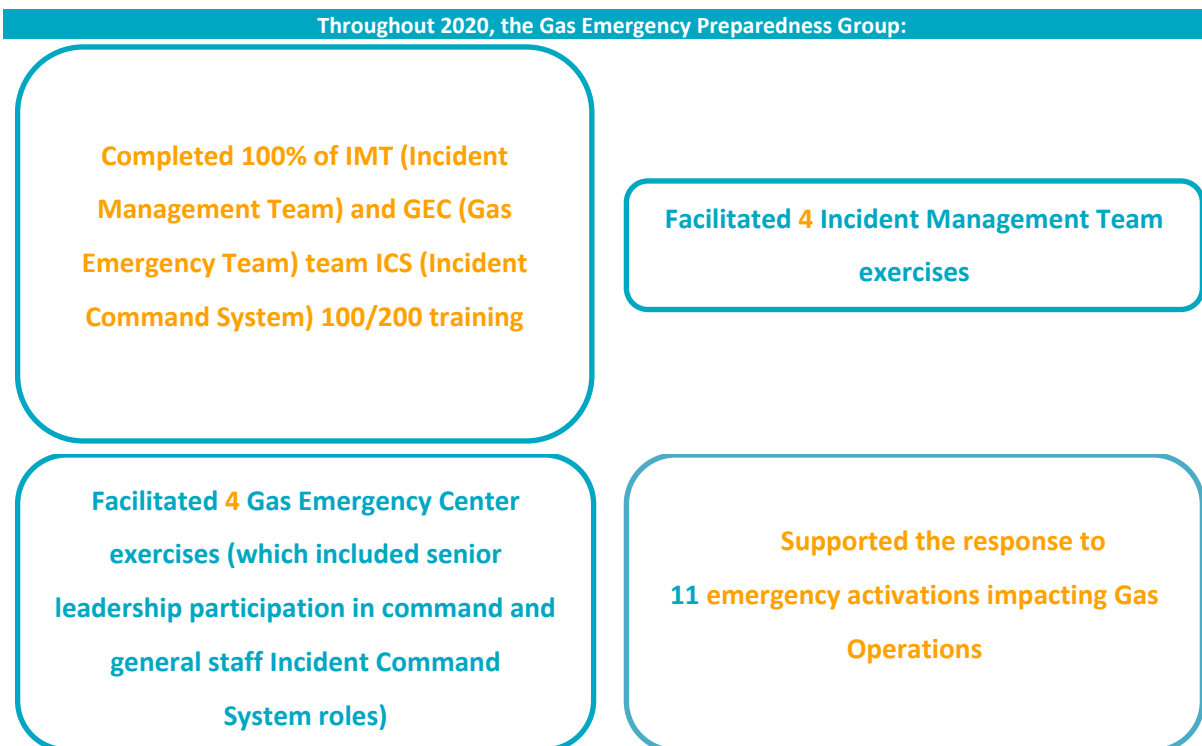 Throughout 2020, the Gas Emergency Preparedness Group:
Completed 100% of IMT (Incident
Management Team) and GEC (Gas
Emergency Team) team ICS (Incident
Command System) 100/200 training
Facilitated 4 Incident Management Team
exercises
Facilitated 4 Gas Emergency Center
exercises (which included senior
leadership participation in command and
general staff Incident Command
System roles)
Supported the response to
11 emergency activations impacting Gas
Operations